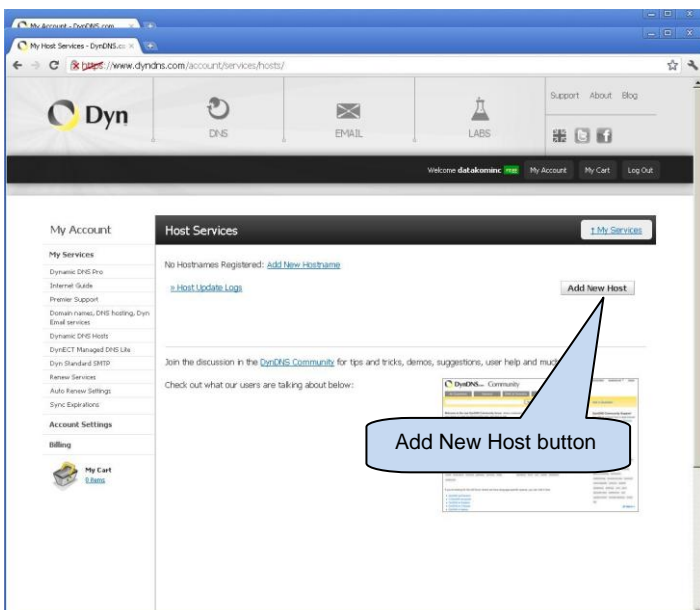 My Account - DynDNS.com
My Host Services - DynDNS.co
https://www.dyndns.com/account/services/hosts/
Dyn
DNS
EMAIL
LABS
Support About Blog
Welcome datakominc FREE My Account My Cart Log Out
My Account
My Services
Dynamic DNS Pro
Internet Guide
Premier Support
Domain names, DNS hosting, Dyn
Email services
Dynamic DNS Hosts
DynECT Managed DNS Lite
Dyn Standard SMTP
Renew Services
Auto Renew Settings
Sync Expirations
Account Settings
Billing
My Cart
0 items
Host Services
↑ My Services
No Hostnames Registered: Add New Hostname
» Host Update Logs
Add New Host
Join the discussion in the DynDNS Community for tips and tricks, demos, suggestions, user help and much
Check out what our users are talking about below:
DynDNS Community
Add New Host button